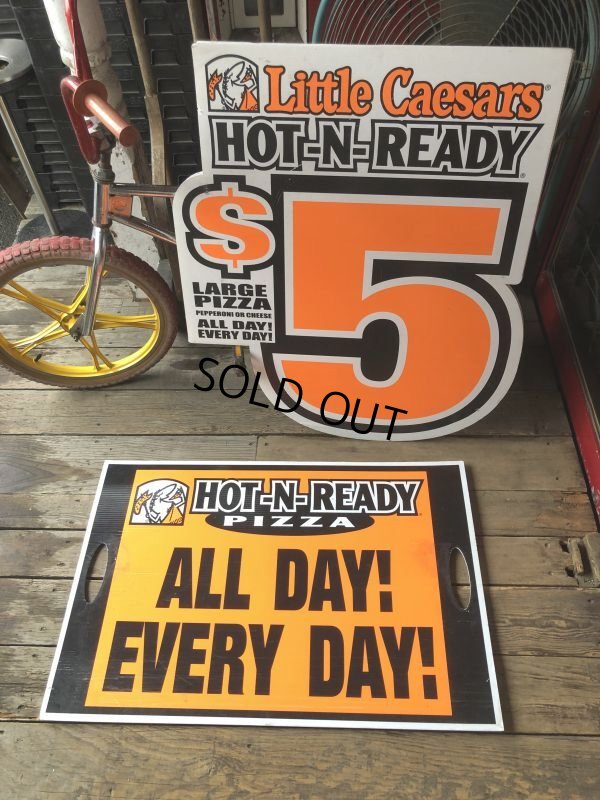 Little Caesars®
HOT-N-READY®
$5
LARGE
PIZZA
PEPPERONI OR CHEESE
ALL DAY!
EVERY DAY!
SOLD OUT
HOT-N-READY
PIZZA
ALL DAY!
EVERY DAY!